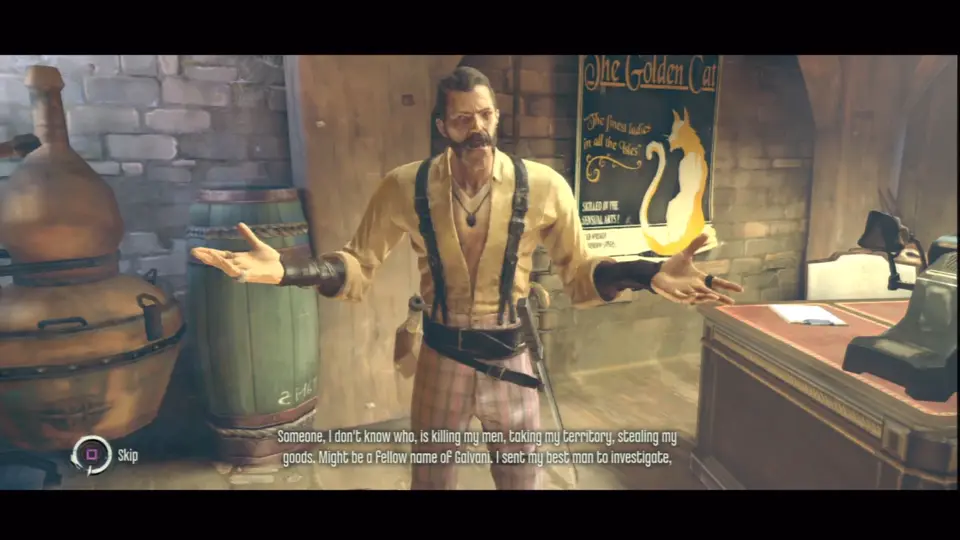 The Golden Cat
"The finest ladies
in all the Isles"
SKILLED IN THE
SENSUAL ARTS!
Someone, I don't know who, is killing my men, taking my territory, stealing my
goods. Might be a fellow name of Galvani. I sent my best man to investigate,
Skip